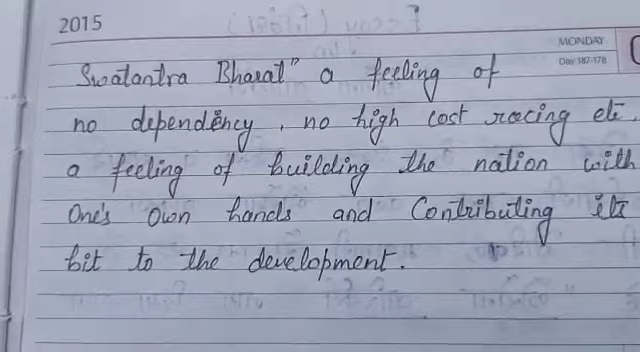 2015
MONDAY
Day 187-178
Swatantra Bharat" a feeling of
no dependency, no high cost racing etc.
a feeling of building the nation with
One's own hands and Contributing its
bit to the development.